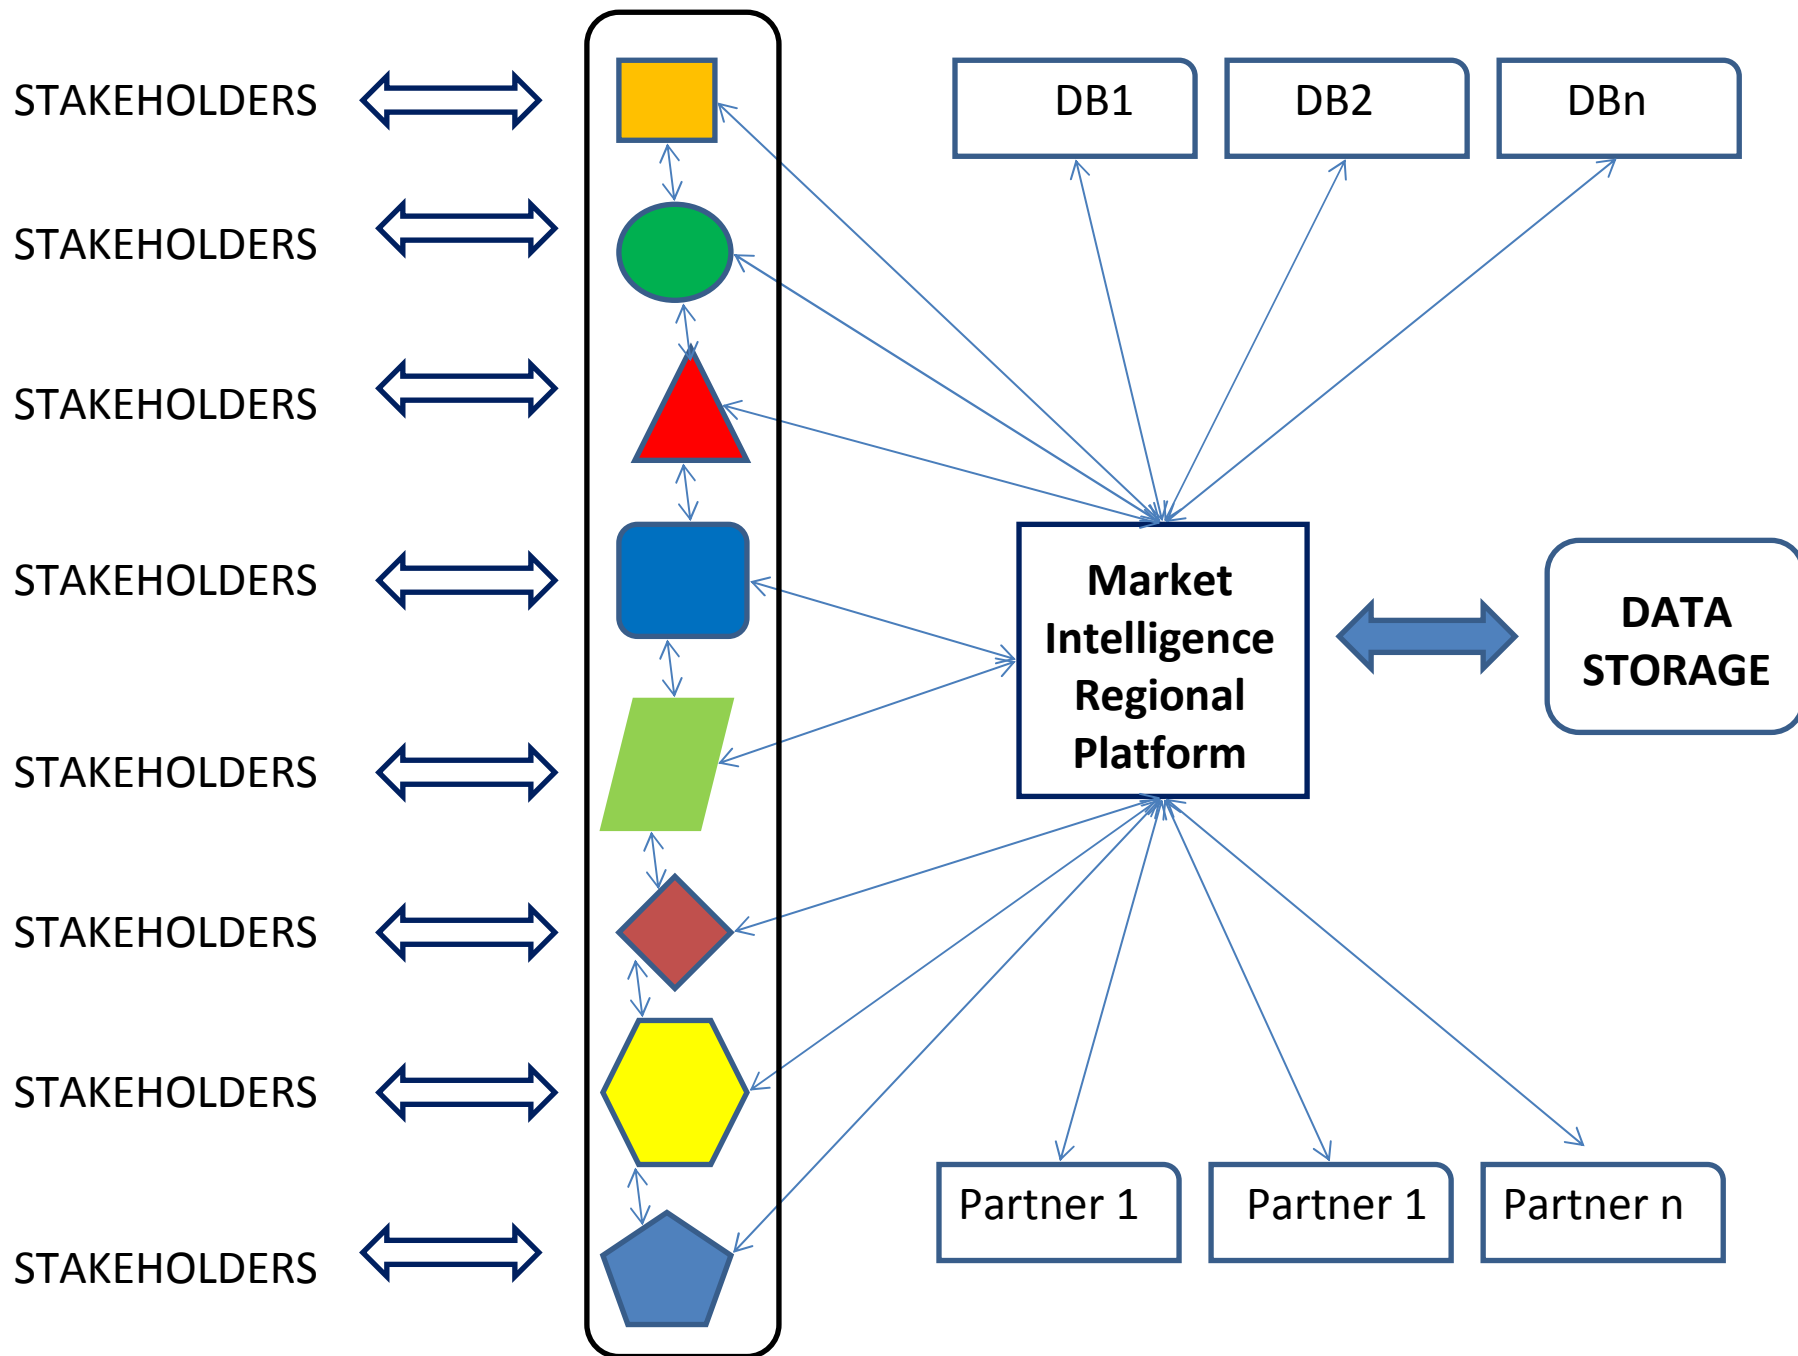 STAKEHOLDERS
DB1
DB2
DBn
STAKEHOLDERS
STAKEHOLDERS
STAKEHOLDERS
Market
Intelligence
Regional
Platform
DATA
STORAGE
STAKEHOLDERS
STAKEHOLDERS
STAKEHOLDERS
Partner 1
Partner 1
Partner n
STAKEHOLDERS